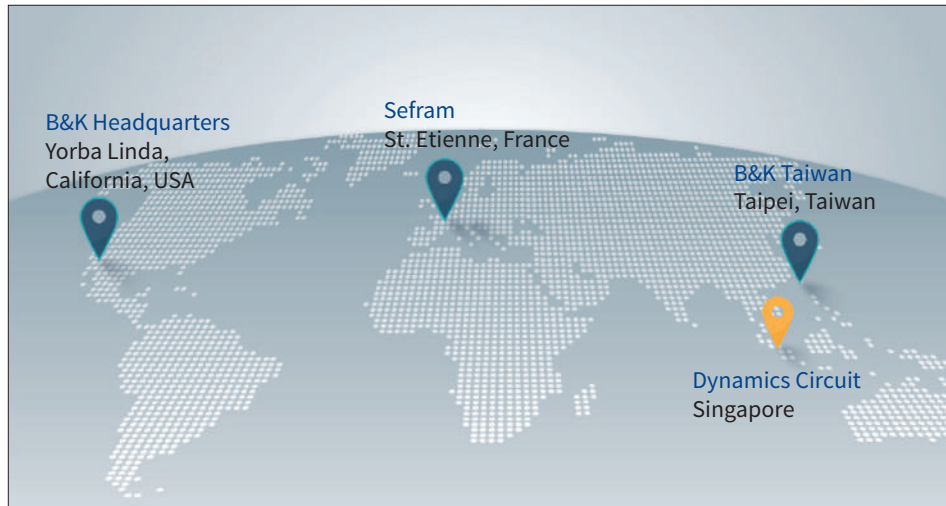 B&K Headquarters
Yorba Linda,
California, USA
Sefram
St. Etienne, France
B&K Taiwan
Taipei, Taiwan
Dynamics Circuit
Singapore